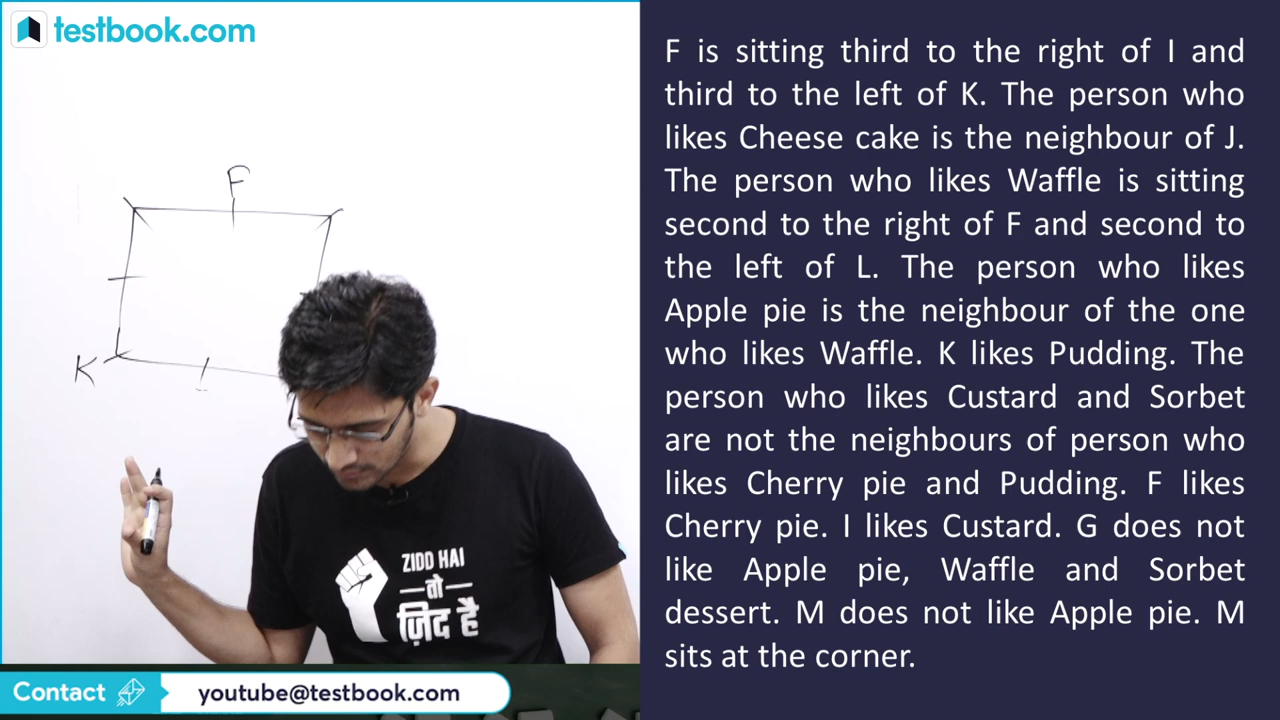 testbook.com
F is sitting third to the right of I and
third to the left of K. The person who
likes Cheese cake is the neighbour of J.
The person who likes Waffle is sitting
second to the right of F and second to
the left of L. The person who likes
Apple pie is the neighbour of the one
who likes Waffle. K likes Pudding. The
person who likes Custard and Sorbet
are not the neighbours of person who
likes Cherry pie and Pudding. F likes
Cherry pie. I likes Custard. G does not
like Apple pie, Waffle and Sorbet
dessert. M does not like Apple pie. M
sits at the corner.
F
K
ZIDD HAI
तो
ज़िद है
Contact
youtube@testbook.com